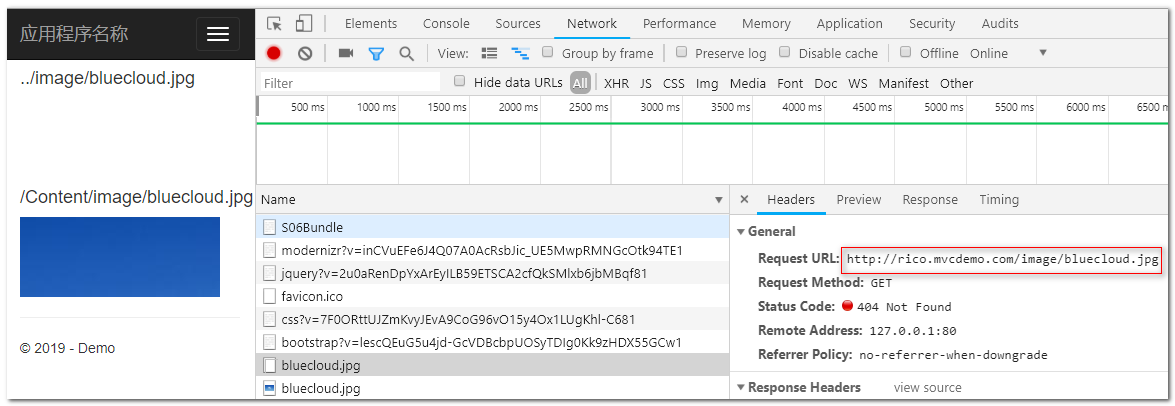 应用程序名称
../image/bluecloud.jpg
/Content/image/bluecloud.jpg
© 2019 - Demo
Elements Console Sources Network Performance Memory Application Security Audits
View: Group by frame Preserve log Disable cache Offline Online
Filter Hide data URLs All XHR JS CSS Img Media Font Doc WS Manifest Other
500 ms 1000 ms 1500 ms 2000 ms 2500 ms 3000 ms 3500 ms 4000 ms 4500 ms 5000 ms 5500 ms 6000 ms 6500
Name
S06Bundle
modernizr?v=inCVuEFe6J4Q07A0AcRsbJic_UE5MwpRMNGcOtk94TE1
jquery?v=2u0aRenDpYxArEyILB59ETSCA2cfQkSMlxb6jbMBqf81
favicon.ico
css?v=7F0ORttUJZmKvyJEvA9CoG96vO15y4Ox1LUgKhl-C681
bootstrap?v=lescQEuG5u4jd-GcVDBcbpUOSyTDIg0Kk9zHDX55GCw1
bluecloud.jpg
bluecloud.jpg
× Headers Preview Response Timing
General
Request URL: http://rico.mvcdemo.com/image/bluecloud.jpg
Request Method: GET
Status Code: 404 Not Found
Remote Address: 127.0.0.1:80
Referrer Policy: no-referrer-when-downgrade
Response Headers view source